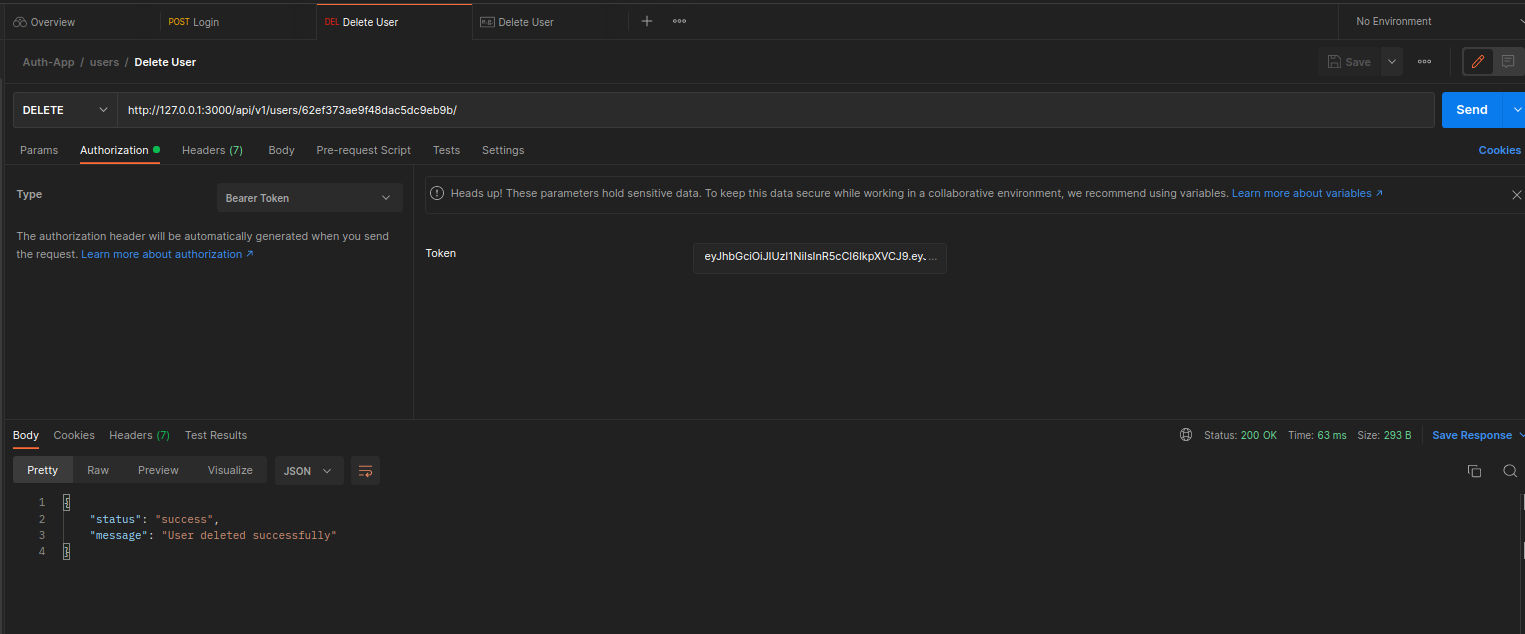 Overview POST Login DEL Delete User e.g. Delete User No Environment
Auth-App / users / Delete User Save
DELETE http://127.0.0.1:3000/api/v1/users/62ef373ae9f48dac5dc9eb9b/ Send
Params Authorization Headers (7) Body Pre-request Script Tests Settings Cookies
Type Bearer Token
The authorization header will be automatically generated when you send
the request. Learn more about authorization ↗
Heads up! These parameters hold sensitive data. To keep this data secure while working in a collaborative environment, we recommend using variables. Learn more about variables ↗
Token eyJhbGciOiJIUzI1NiIsInR5cCI6IkpXVCJ9.eyJ...
Body Cookies Headers (7) Test Results Status: 200 OK Time: 63 ms Size: 293 B Save Response
Pretty Raw Preview Visualize JSON
1 {
2 "status": "success",
3 "message": "User deleted successfully"
4 }